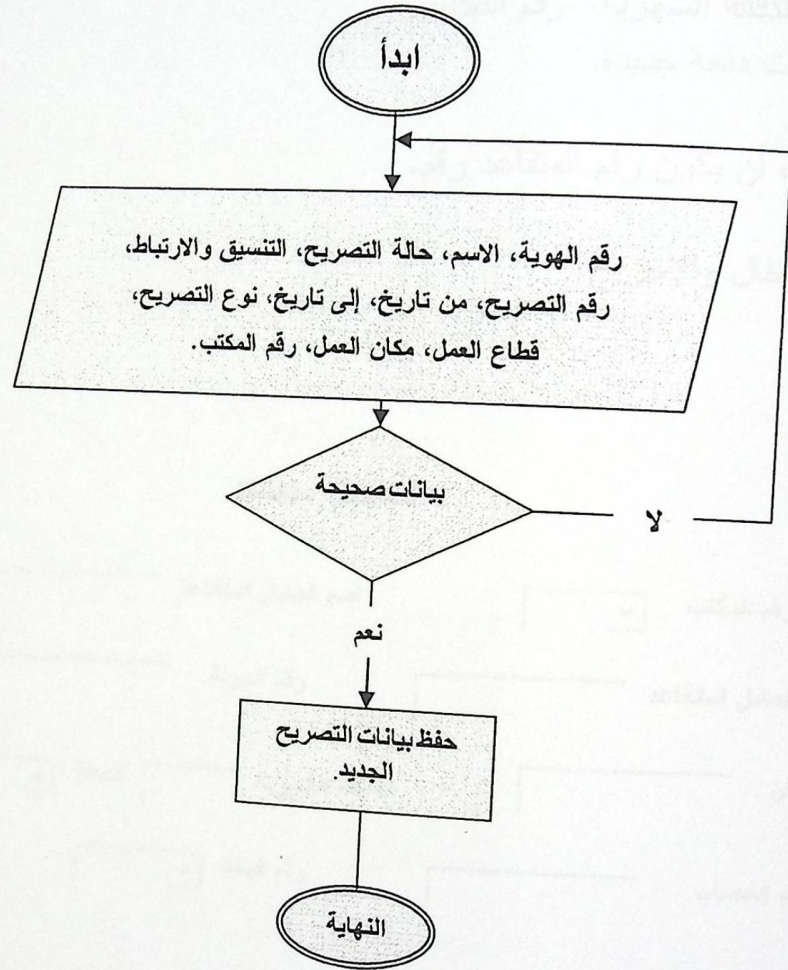 ابدأ
رقم الهوية، الاسم، حالة التصريح، التنسيق والارتباط،
رقم التصريح، من تاريخ، إلى تاريخ، نوع التصريح،
قطاع العمل، مكان العمل، رقم المكتب.
بيانات صحيحة
لا
نعم
حفظ بيانات التصريح
الجديد.
النهاية